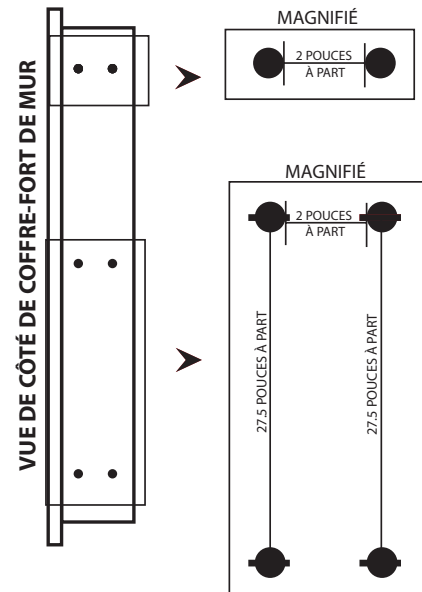 VUE DE CÔTÉ DE COFFRE-FORT DE MUR
MAGNIFIÉ
2 POUCES
À PART
MAGNIFIÉ
2 POUCES
À PART
27.5 POUCES À PART
27.5 POUCES À PART